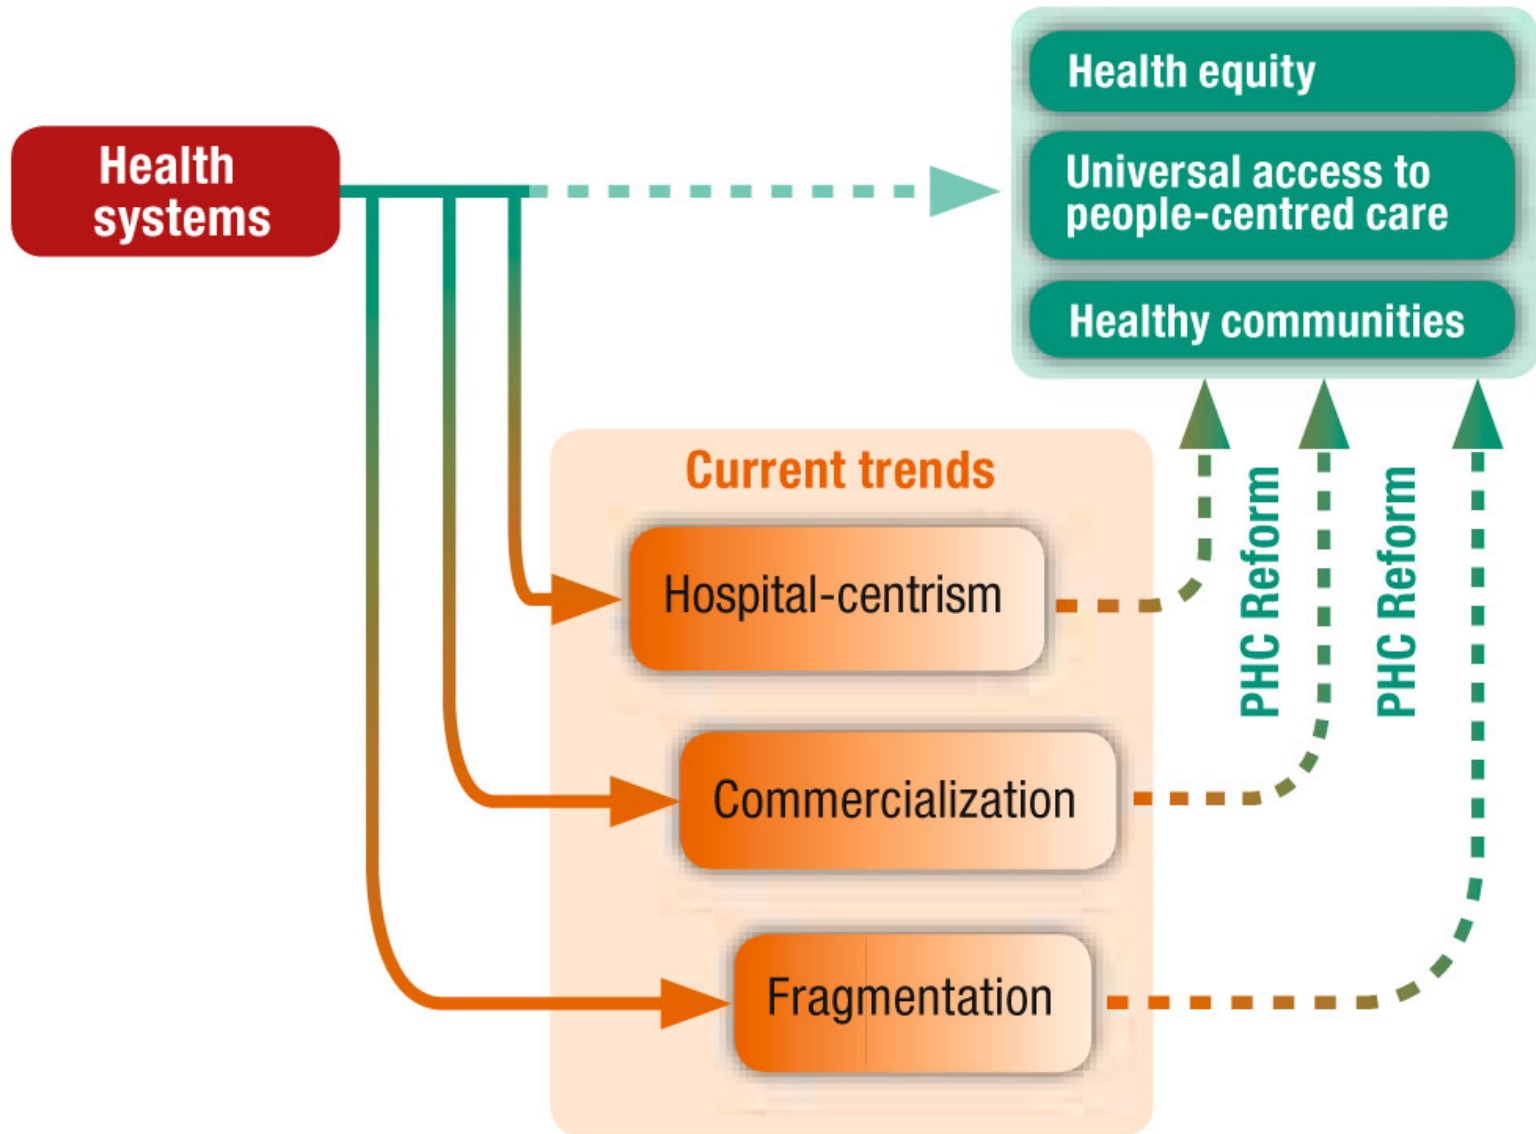 Health
systems
Health equity
Universal access to
people-centred care
Healthy communities
Current trends
Hospital-centrism
Commercialization
Fragmentation
PHC Reform
PHC Reform